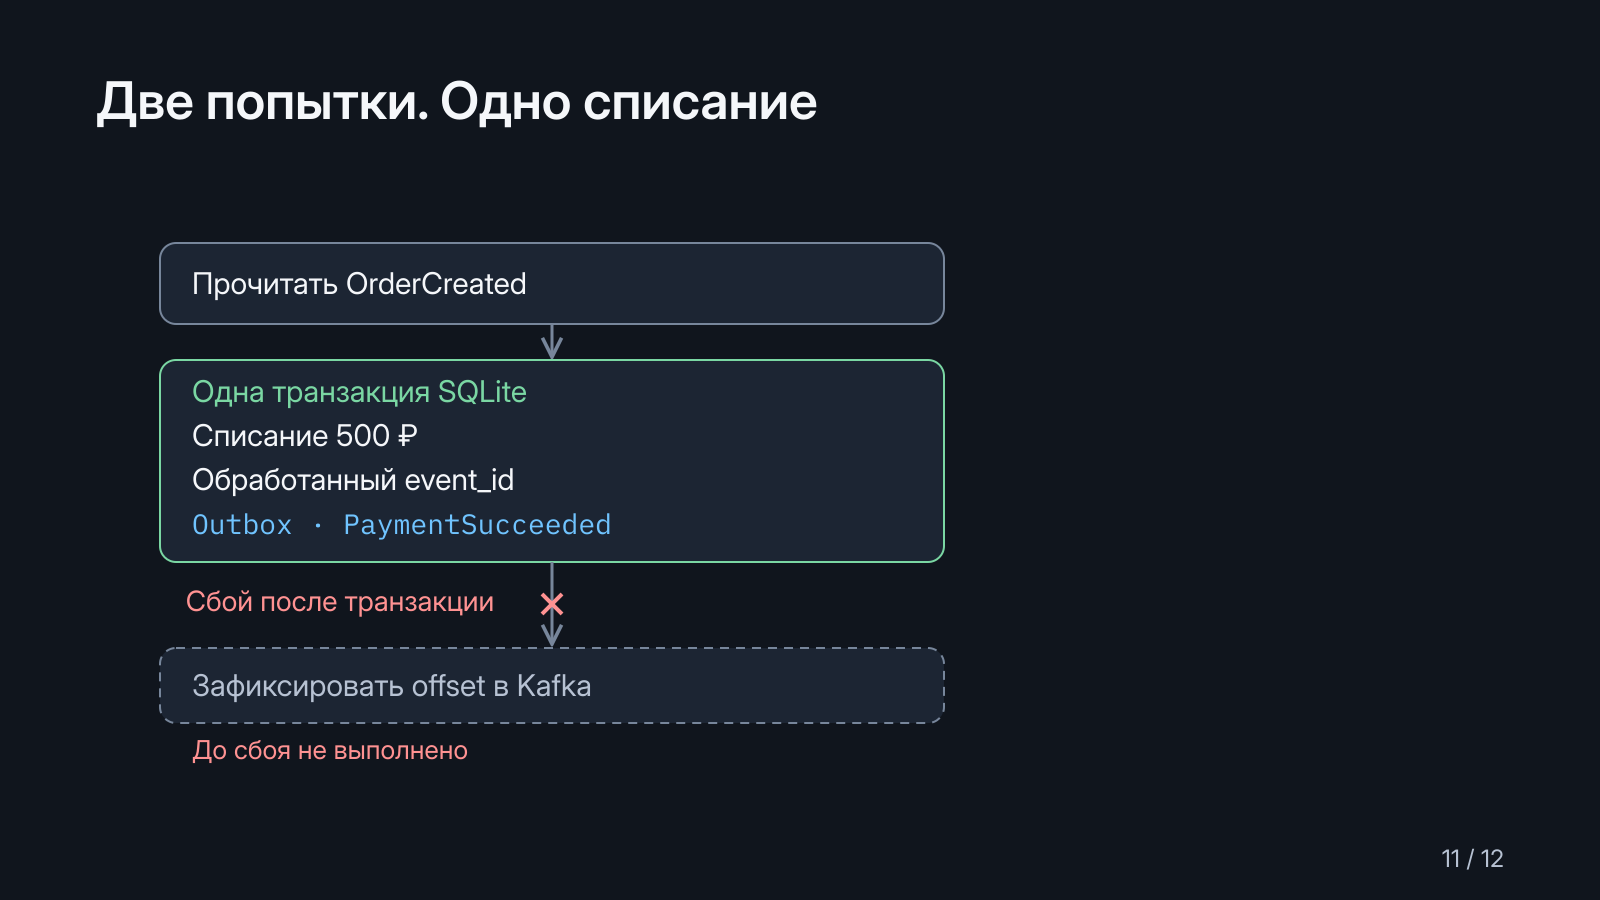 Две попытки. Одно списание
Прочитать OrderCreated
Одна транзакция SQLite
Списание 500 ₽
Обработанный event_id
Outbox · PaymentSucceeded
Сбой после транзакции
Зафиксировать offset в Kafka
До сбоя не выполнено
11 / 12